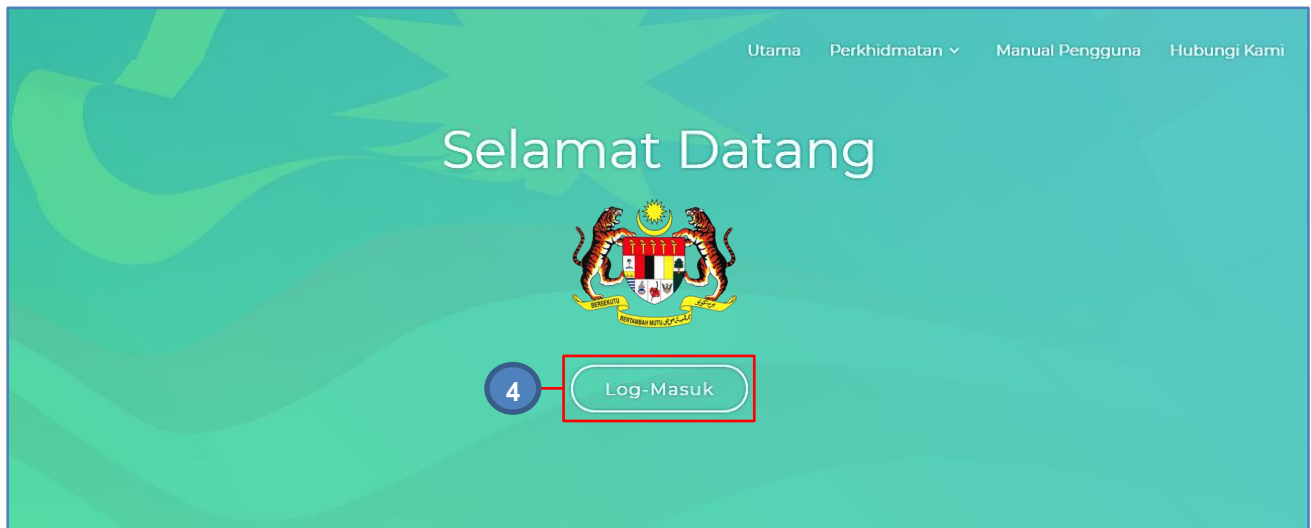 Utama Perkhidmatan Manual Pengguna Hubungi Kami
Selamat Datang
BERSEKUTU
BERTAMBAH MUTU
4
Log-Masuk